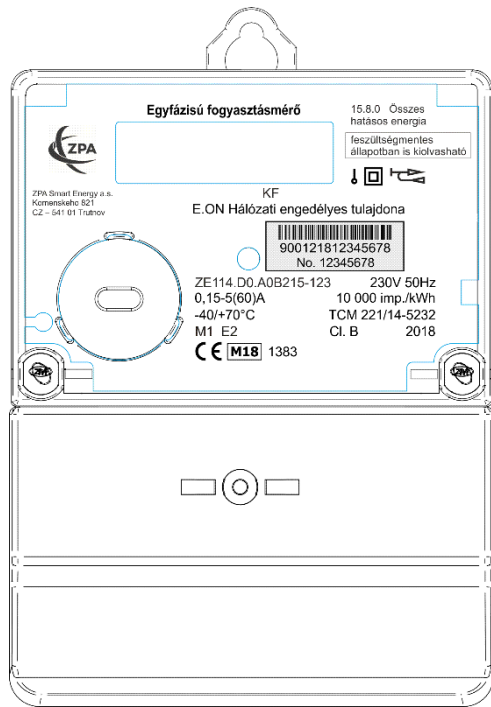 Egyfázisú fogyasztásmérő
15.8.0 Összes
hatásos energia
feszültségmentes
állapotban is kiolvasható
ZPA
ZPA Smart Energy a.s.
Komenskeho 821
CZ – 541 01 Trutnov
KF
E.ON Hálózati engedélyes tulajdona
900121812345678
No. 12345678
ZE114.D0.A0B215-123 230V 50Hz
0,15-5(60)A 10 000 imp./kWh
-40/+70°C TCM 221/14-5232
M1 E2 Cl. B 2018
CE M18 1383